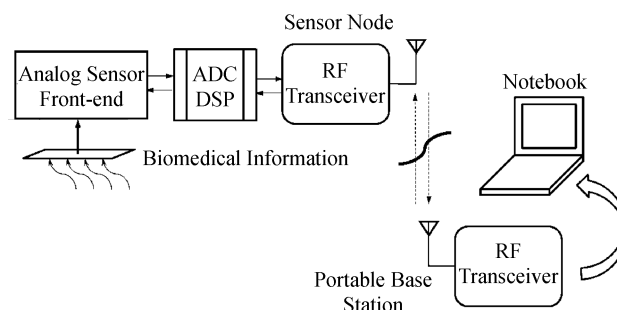 Sensor Node
Analog Sensor
Front-end
ADC
DSP
RF
Transceiver
Notebook
Biomedical Information
RF
Transceiver
Portable Base
Station